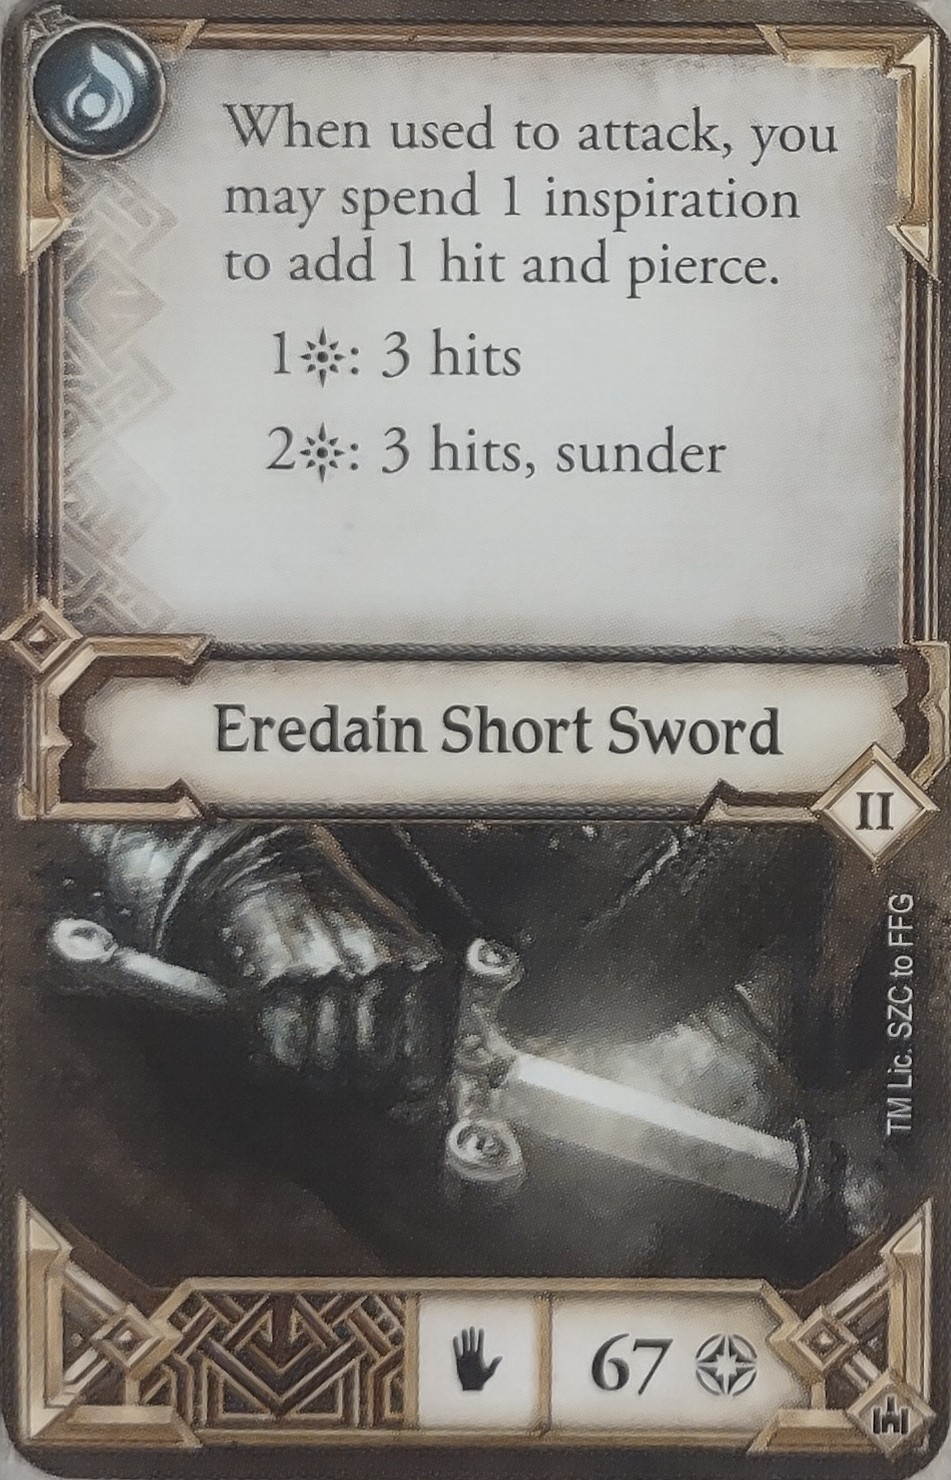 When used to attack, you
may spend 1 inspiration
to add 1 hit and pierce.
1: 3 hits
2: 3 hits, sunder
Eredain Short Sword
II
TM Lic. SZC to FFG
67